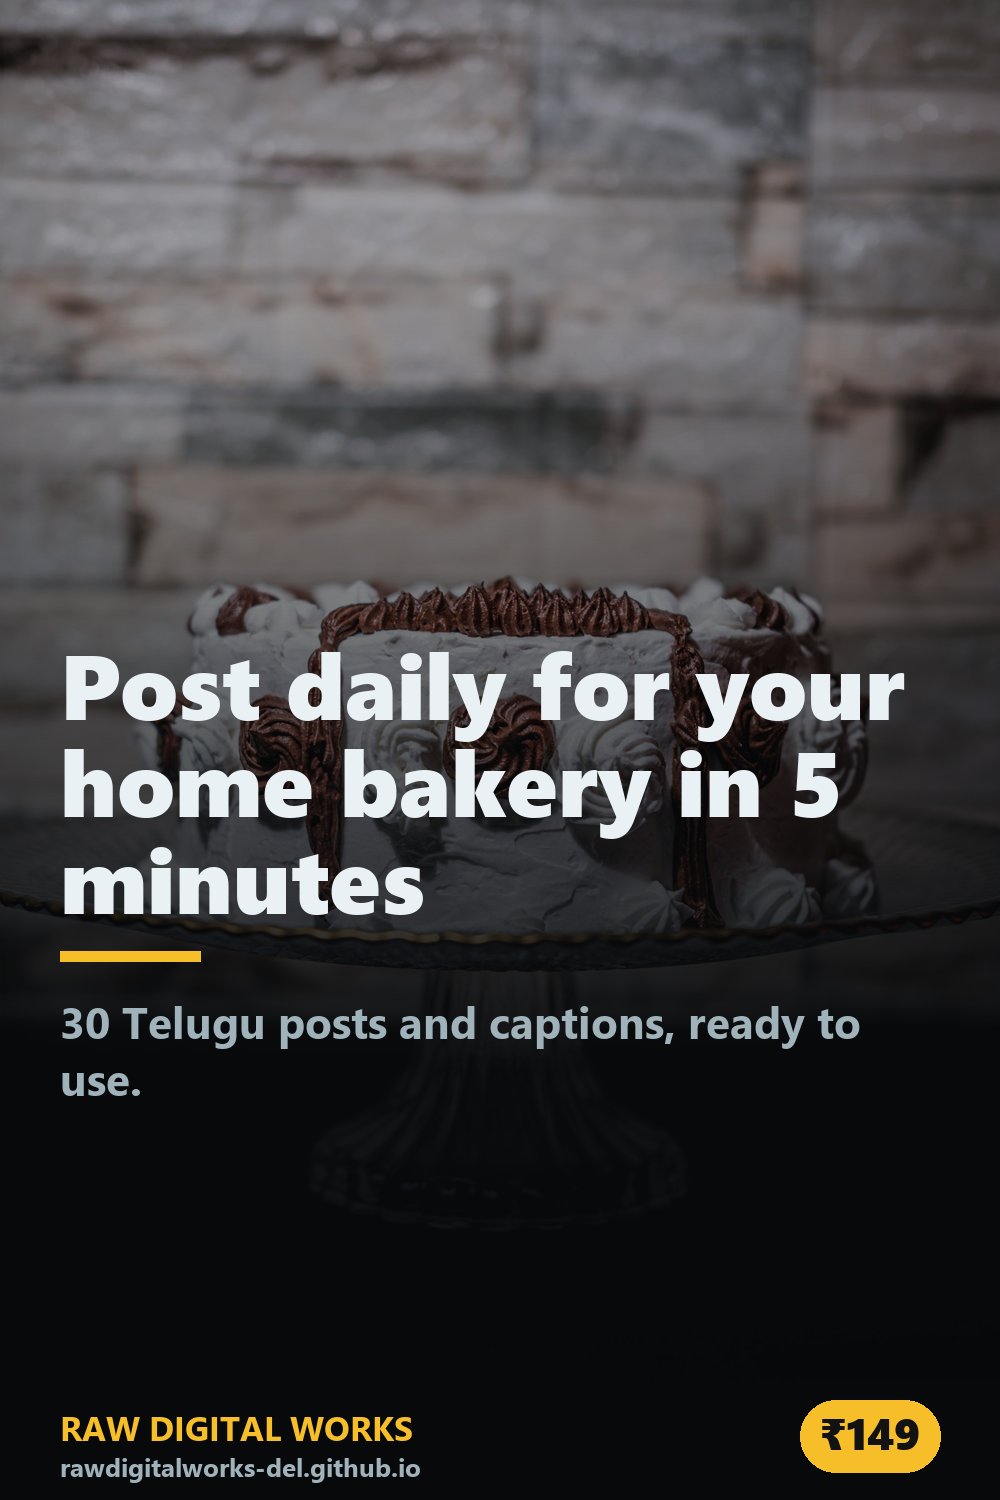 Post daily for your
home bakery in 5
minutes
30 Telugu posts and captions, ready to
use.
RAW DIGITAL WORKS
rawdigitalworks-del.github.io
₹149